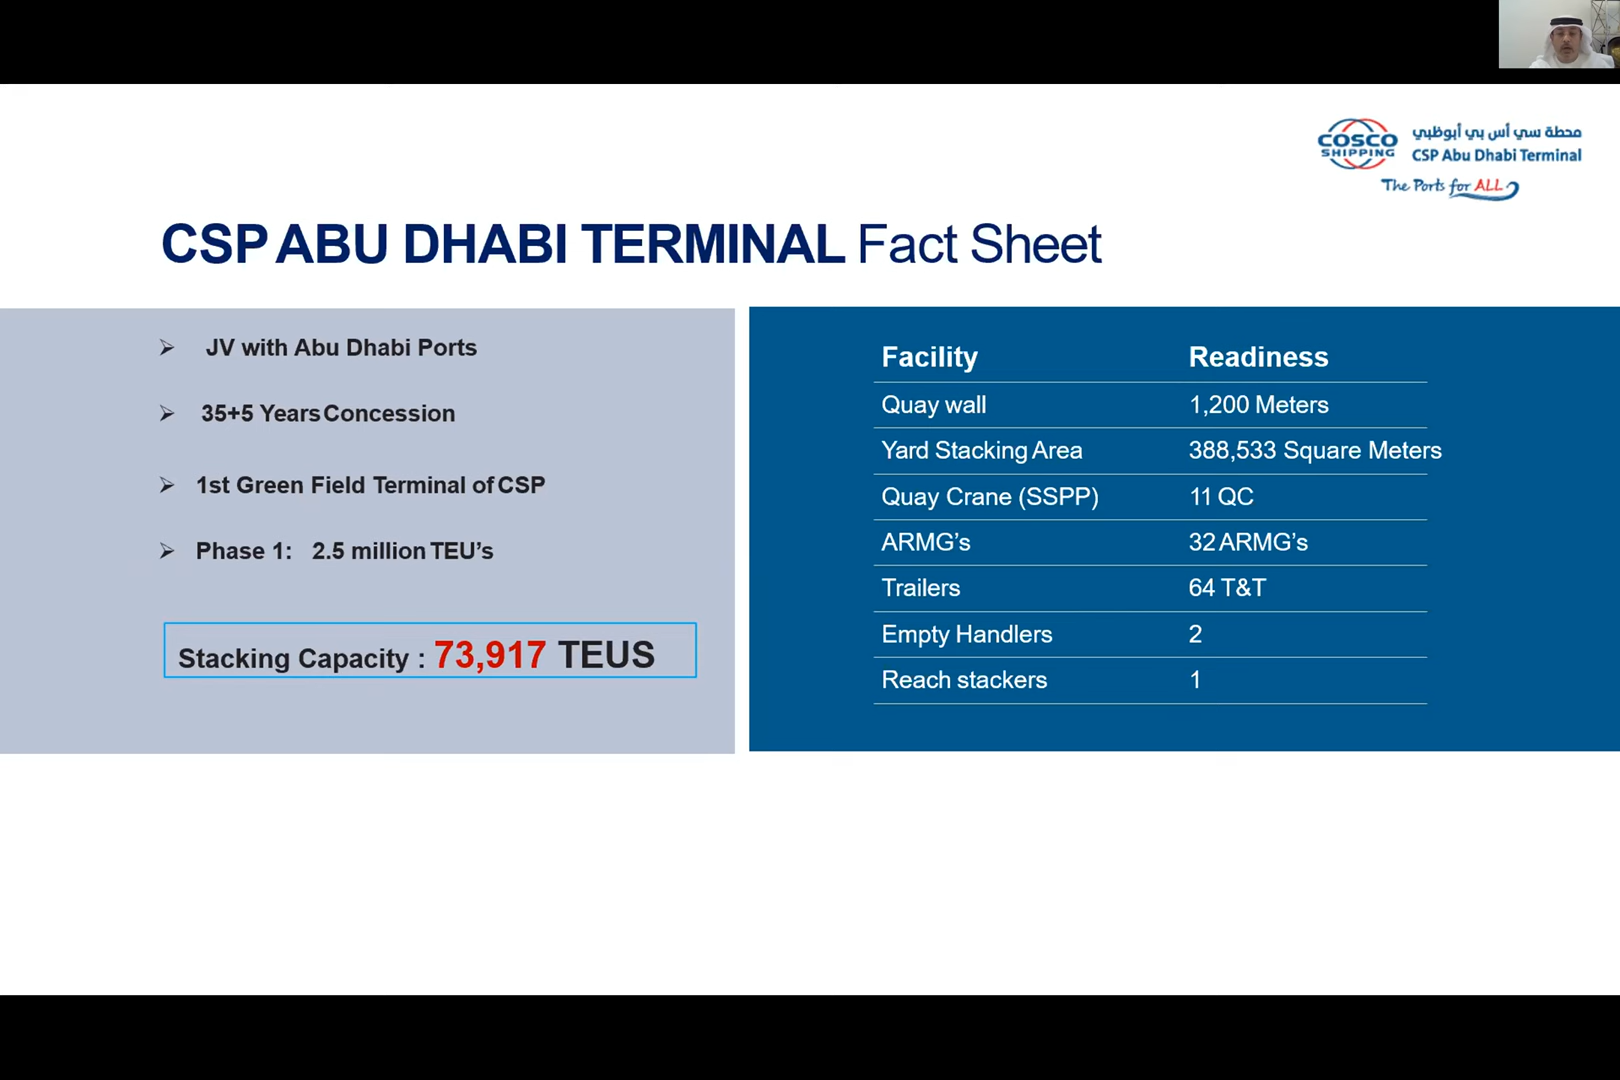 COSCO
SHIPPING
محطة سي أس بي أبوظبي
CSP Abu Dhabi Terminal
The Ports for ALL
CSP ABU DHABI TERMINAL Fact Sheet
➢ JV with Abu Dhabi Ports
➢ 35+5 Years Concession
➢ 1st Green Field Terminal of CSP
➢ Phase 1: 2.5 million TEU’s
Stacking Capacity : 73,917 TEUS
Facility Readiness
Quay wall 1,200 Meters
Yard Stacking Area 388,533 Square Meters
Quay Crane (SSPP) 11 QC
ARMG’s 32 ARMG’s
Trailers 64 T&T
Empty Handlers 2
Reach stackers 1